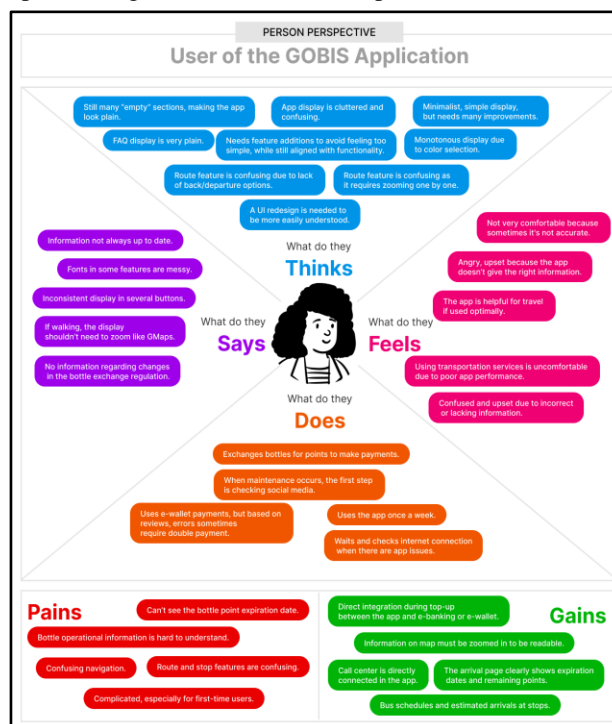 PERSON PERSPECTIVE
User of the GOBIS Application
Still many "empty" sections, making the app
look plain.
App display is cluttered and
confusing.
Minimalist, simple display,
but needs many improvements.
FAQ display is very plain.
Needs feature additions to avoid feeling too
simple, while still aligned with functionality.
Monotonous display due
to color selection.
Route feature is confusing due to lack
of back/departure options.
Route feature is confusing as
it requires zooming one by one.
A UI redesign is needed to
be more easily understood.
What do they
Thinks
Information not always up to date.
Fonts in some features are messy.
Inconsistent display in several buttons.
If walking, the display
shouldn't need to zoom like GMaps.
No information regarding changes
in the bottle exchange regulation.
What do they
Says
Not very comfortable because
sometimes it's not accurate.
Angry, upset because the app
doesn't give the right information.
The app is helpful for travel
if used optimally.
What do they
Feels
Using transportation services is uncomfortable
due to poor app performance.
Confused and upset due to incorrect
or lacking information.
What do they
Does
Exchanges bottles for points to make payments.
When maintenance occurs, the first step
is checking social media.
Uses e-wallet payments, but based on
reviews, errors sometimes
require double payment.
Uses the app once a week.
Waits and checks internet connection
when there are app issues.
Pains
Can't see the bottle point expiration date.
Bottle operational information is hard to understand.
Confusing navigation.
Route and stop features are confusing.
Complicated, especially for first-time users.
Gains
Direct integration during top-up
between the app and e-banking or e-wallet.
Information on map must be zoomed in to be readable.
Call center is directly
connected in the app.
The arrival page clearly shows expiration
dates and remaining points.
Bus schedules and estimated arrivals at stops.